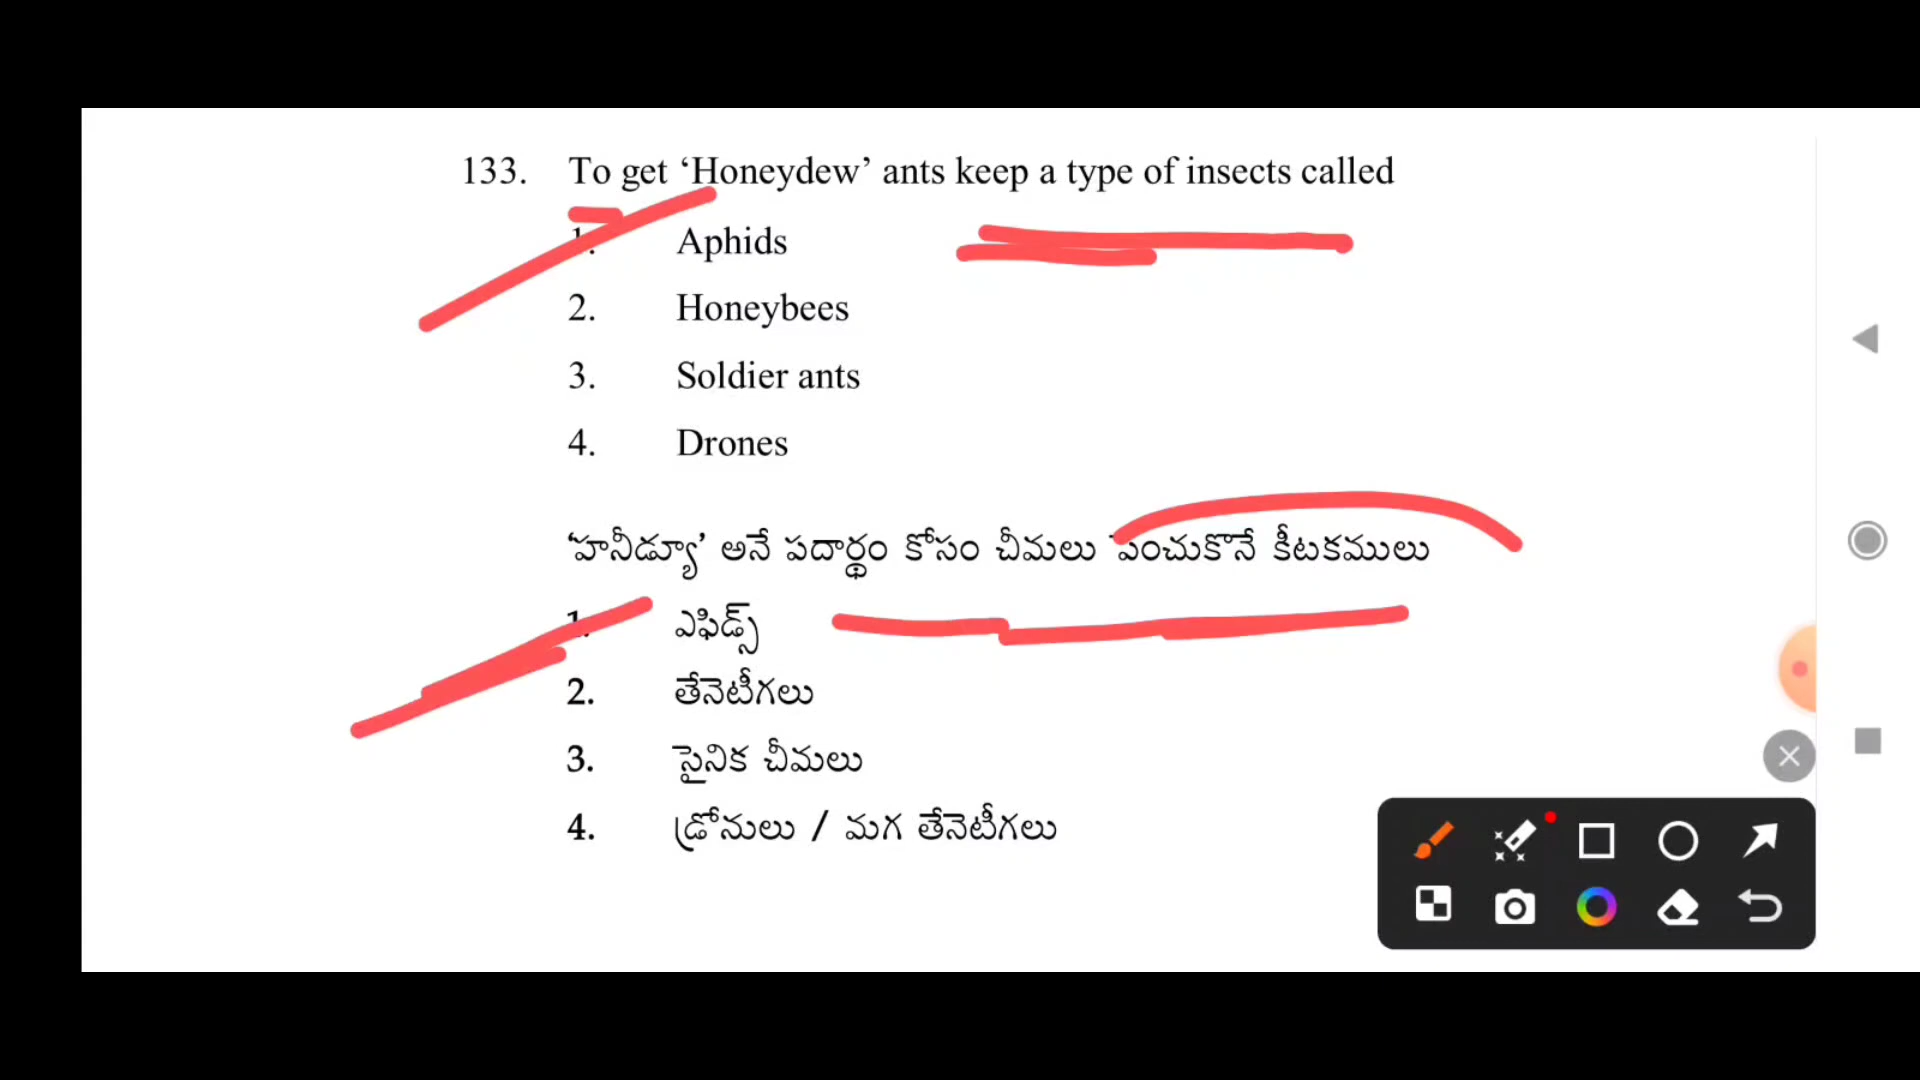 133. To get ‘Honeydew’ ants keep a type of insects called
1. Aphids
2. Honeybees
3. Soldier ants
4. Drones
‘హనీడ్యూ’ అనే పదార్థం కోసం చీమలు పెంచుకొనే కీటకములు
1. ఎఫిడ్స్
2. తేనెటీగలు
3. సైనిక చీమలు
4. డ్రోనులు / మగ తేనెటీగలు